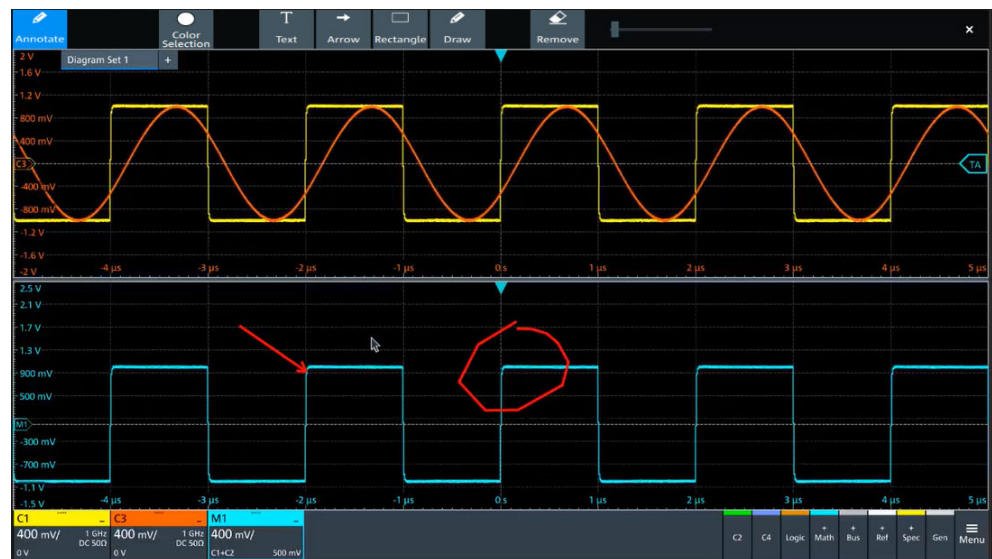 Annotate
Color
Selection
Text
Arrow
Rectangle
Draw
Remove
×
Diagram Set 1
+
2 V
1.6 V
1.2 V
800 mV
400 mV
C3
-400 mV
-800 mV
-1.2 V
-1.6 V
-2 V
TA
-4 µs
-3 µs
-2 µs
-1 µs
0 s
1 µs
2 µs
3 µs
4 µs
5 µs
2.5 V
2.1 V
1.7 V
1.3 V
900 mV
500 mV
M1
-300 mV
-700 mV
-1.1 V
-1.5 V
-4 µs
-3 µs
-2 µs
-1 µs
0 s
1 µs
2 µs
3 µs
4 µs
5 µs
C1
400 mV/
1 GHz
DC 50Ω
0 V
C3
400 mV/
1 GHz
DC 50Ω
0 V
M1
400 mV/
C1+C2
500 mV
C2
C4
Logic
+
Math
+
Bus
+
Ref
+
Spec
Gen
Menu